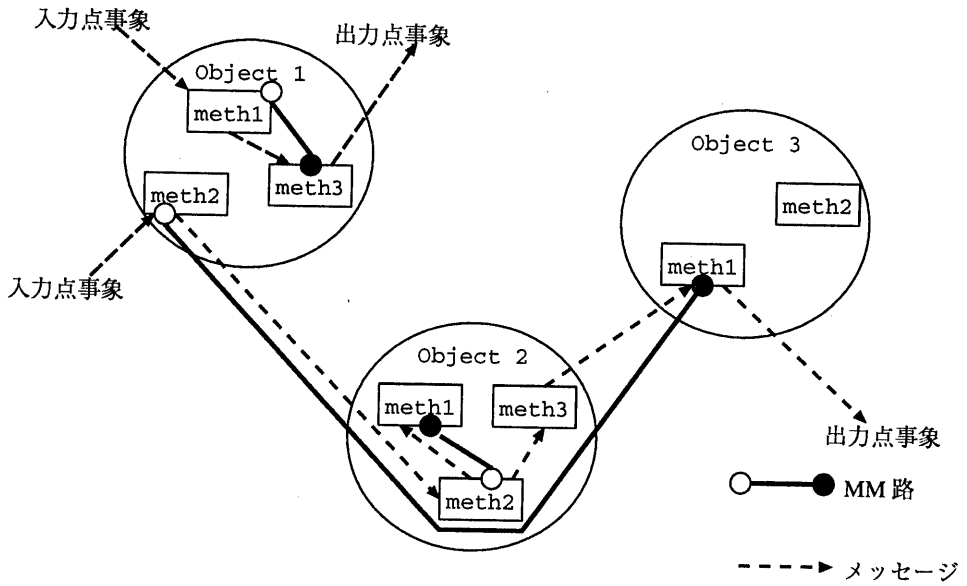 入力点事象
出力点事象
Object 1
meth1
meth3
meth2
入力点事象
Object 3
meth2
meth1
出力点事象
Object 2
meth1
meth3
meth2
MM 路
メッセージ